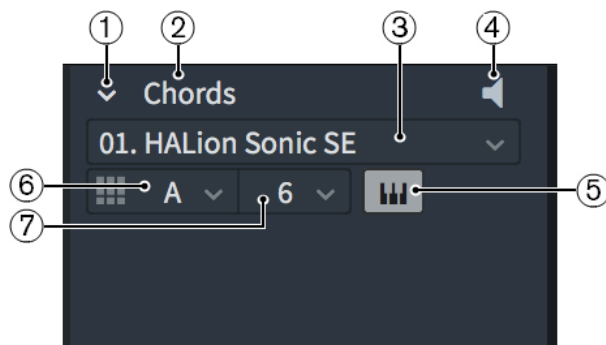 ① ② ③ ④
Chords
01. HALion Sonic SE
⑥ A 6 ⑤
⑦